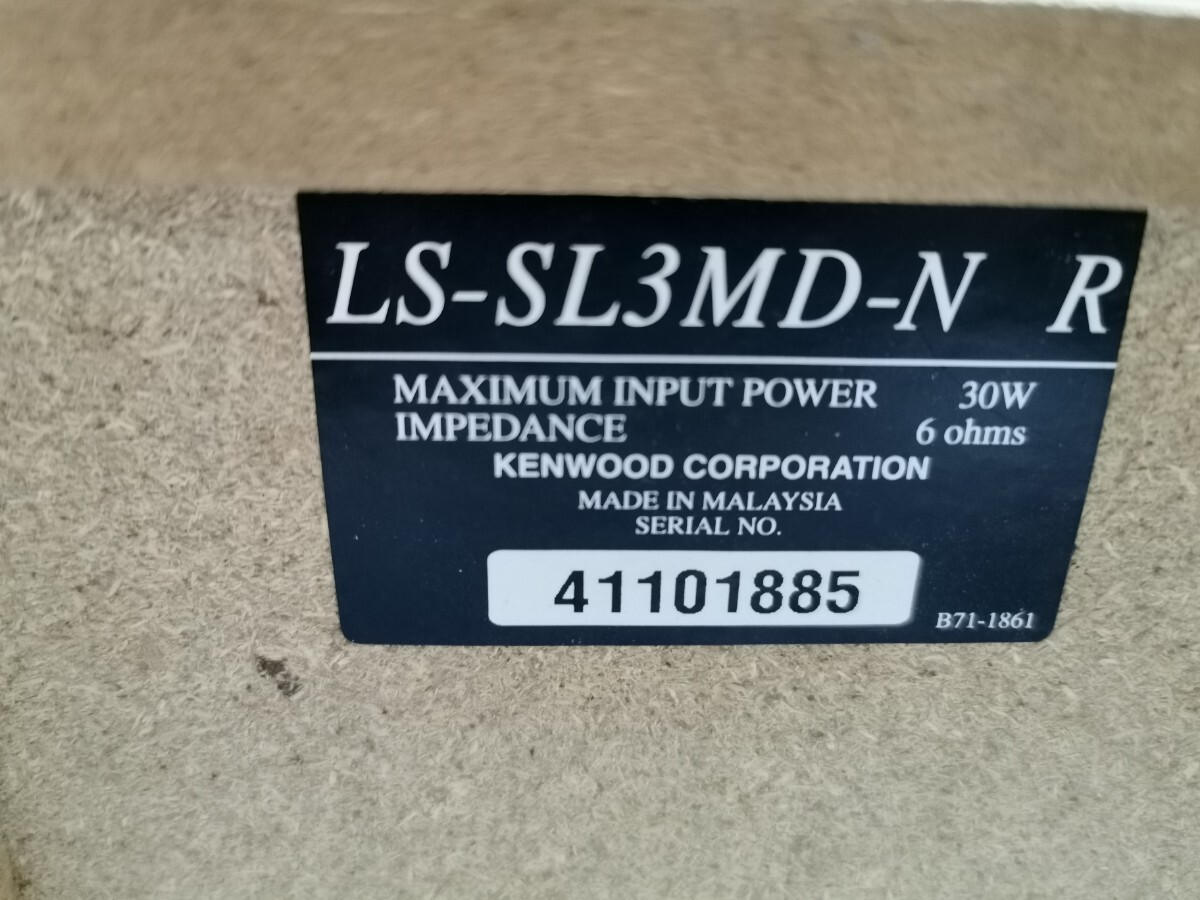 LS-SL3MD-N R
MAXIMUM INPUT POWER 30W
IMPEDANCE 6 ohms
KENWOOD CORPORATION
MADE IN MALAYSIA
SERIAL NO.
41101885
B71-1861